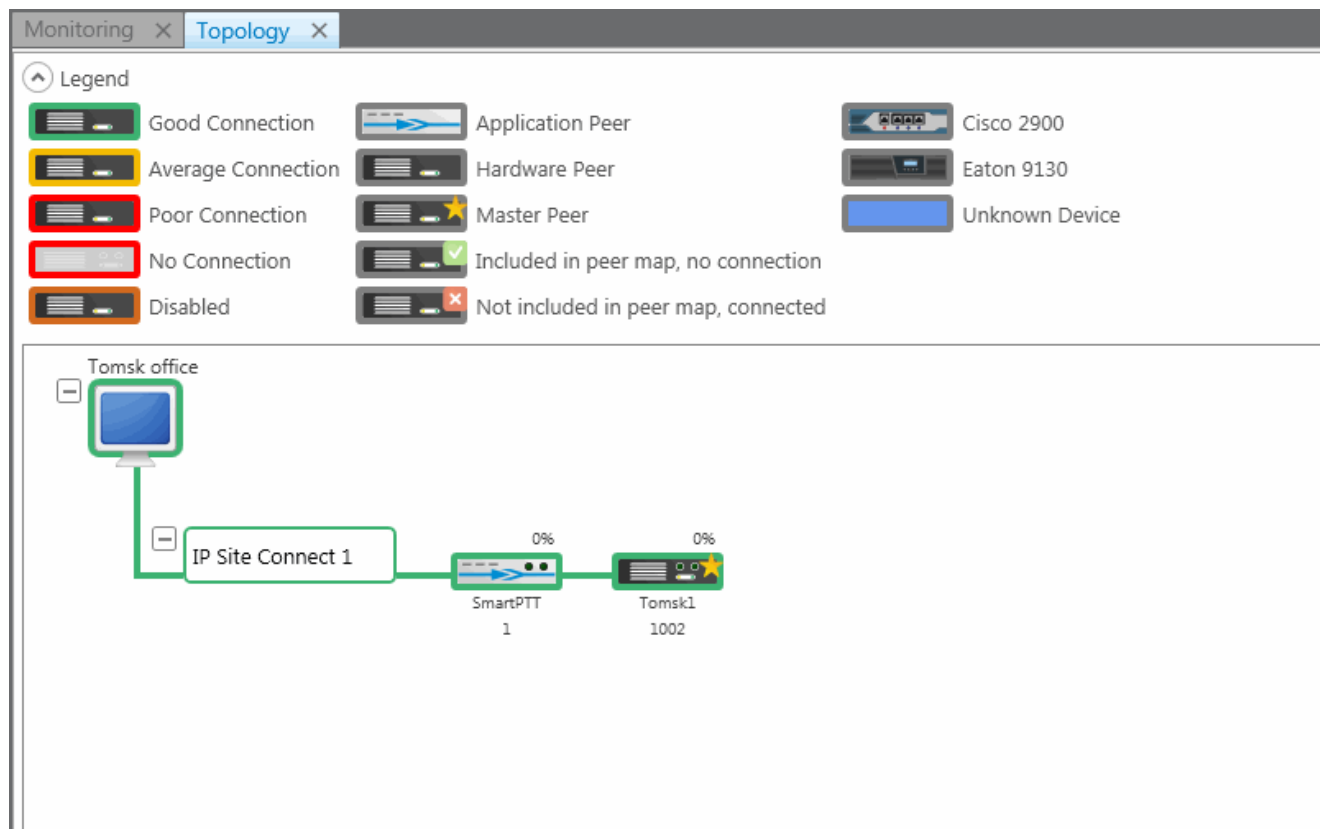 Monitoring
Topology
Legend
Good Connection
Application Peer
Cisco 2900
Average Connection
Hardware Peer
Eaton 9130
Poor Connection
Master Peer
Unknown Device
No Connection
Included in peer map, no connection
Disabled
Not included in peer map, connected
Tomsk office
IP Site Connect 1
0%
0%
SmartPTT
Tomsk1
1
1002